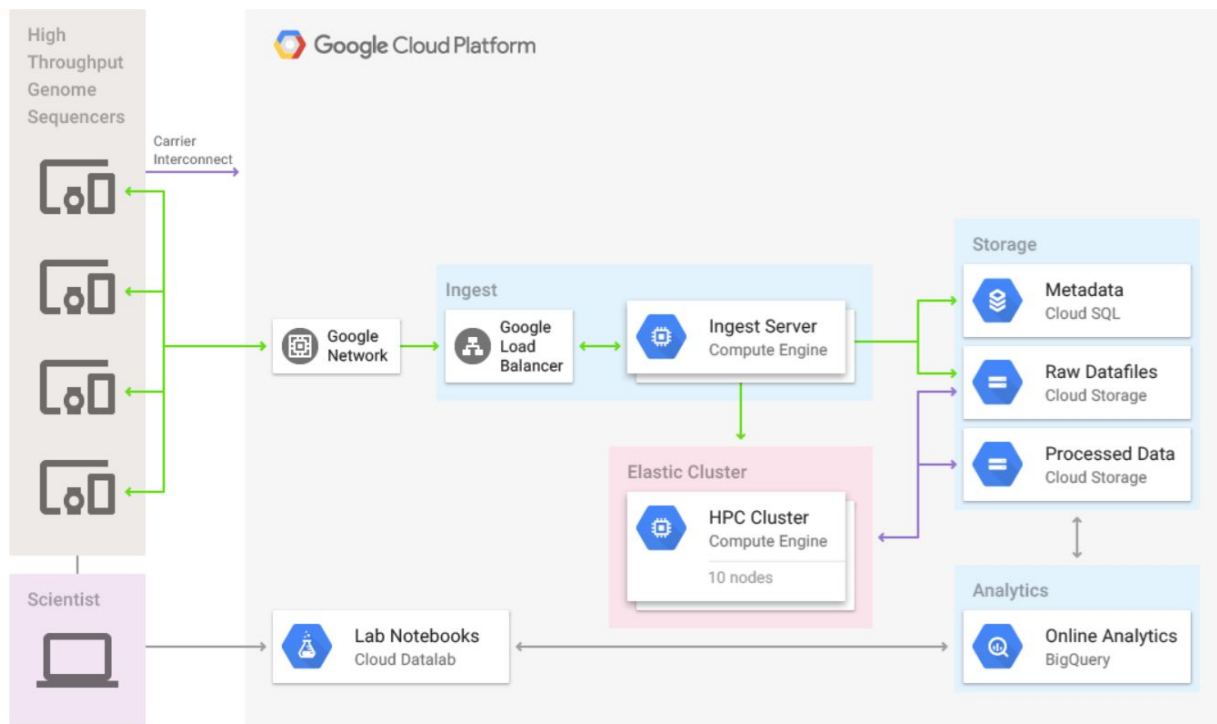 High
Throughput
Genome
Sequencers
Carrier
Interconnect
Google Cloud Platform
Ingest
Google
Network
Google
Load
Balancer
Ingest Server
Compute Engine
Storage
Metadata
Cloud SQL
Raw Datafiles
Cloud Storage
Processed Data
Cloud Storage
Elastic Cluster
HPC Cluster
Compute Engine
10 nodes
Scientist
Lab Notebooks
Cloud Datalab
Analytics
Online Analytics
BigQuery